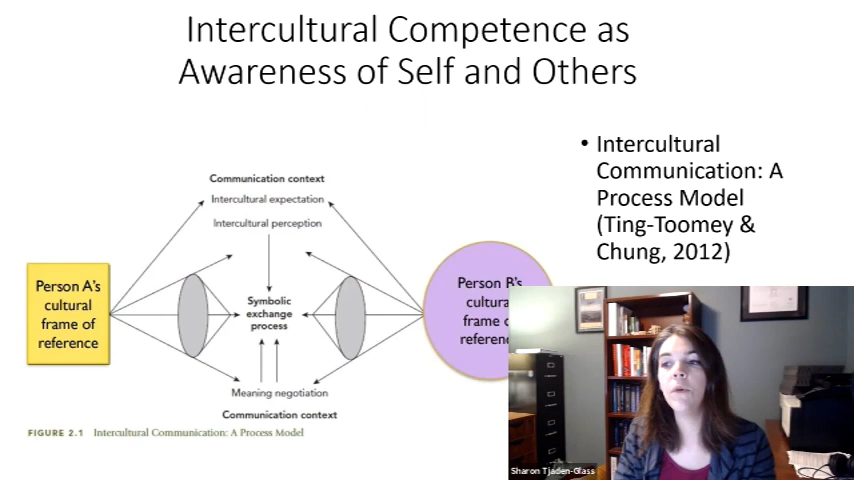 Intercultural Competence as
Awareness of Self and Others
• Intercultural
Communication: A
Process Model
(Ting-Toomey &
Chung, 2012)
Communication context
Intercultural expectation
Intercultural perception
Person A's
cultural
frame of
reference
Symbolic
exchange
process
Person B's
cultura
frame
referen
Meaning negotiation
Communication context
FIGURE 2.1 Intercultural Communication: A Process Model
Sharon Tjaden-Glass